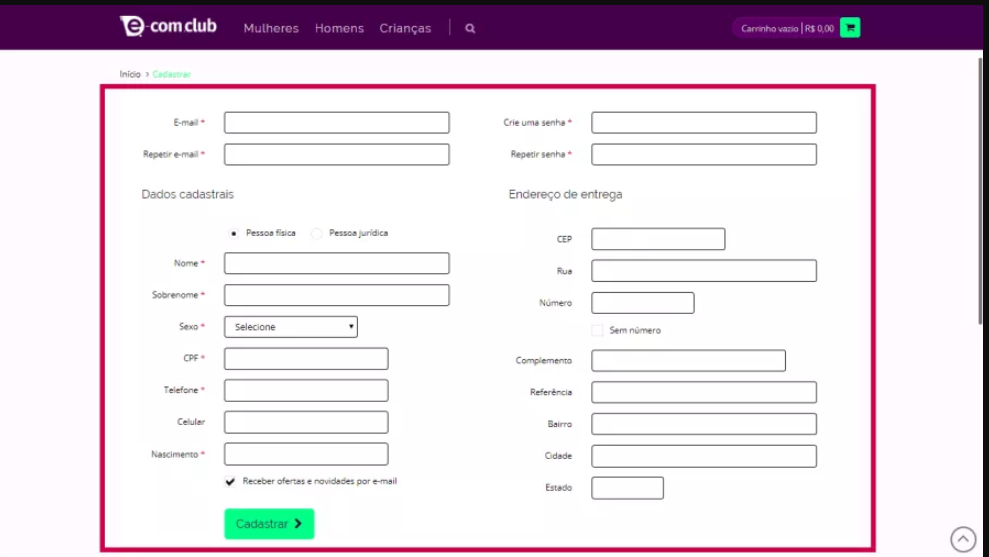 e-com club Mulheres Homens Crianças Carrinho vazio R$ 0,00
Início > Cadastrar
E-mail *
Repetir e-mail *
Crie uma senha *
Repetir senha *
Dados cadastrais
Pessoa física Pessoa jurídica
Nome *
Sobrenome *
Sexo * Selecione
CPF *
Telefone *
Celular
Nascimento *
Receber ofertas e novidades por e-mail
Cadastrar
Endereço de entrega
CEP
Rua
Número
Sem número
Complemento
Referência
Bairro
Cidade
Estado